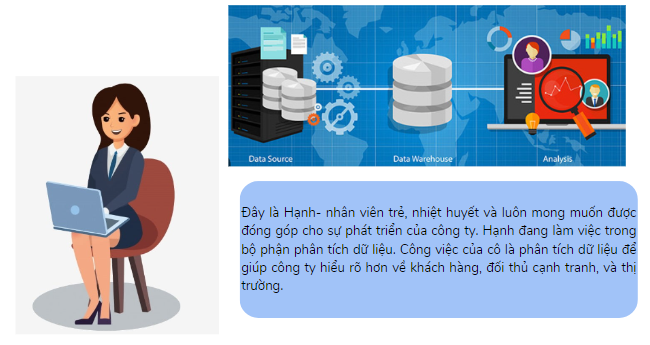 Data Source
Data Warehouse
Analysis
Đây là Hạnh- nhân viên trẻ, nhiệt huyết và luôn mong muốn được
đóng góp cho sự phát triển của công ty. Hạnh đang làm việc trong
bộ phận phân tích dữ liệu. Công việc của cô là phân tích dữ liệu để
giúp công ty hiểu rõ hơn về khách hàng, đối thủ cạnh tranh, và thị
trường.